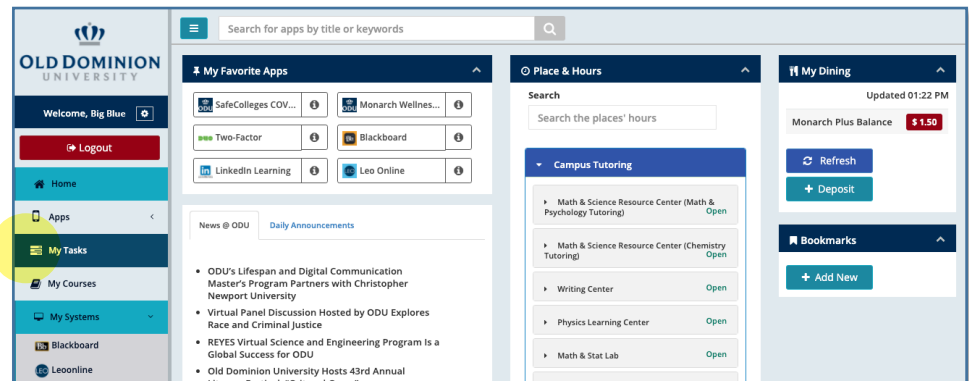 OLD DOMINION
UNIVERSITY
Welcome, Big Blue
Logout
Home
Apps
My Tasks
My Courses
My Systems
Blackboard
Leoonline
Search for apps by title or keywords
My Favorite Apps
SafeColleges COV...
Monarch Wellnes...
Two-Factor
Blackboard
LinkedIn Learning
Leo Online
News @ ODU
Daily Announcements
ODU's Lifespan and Digital Communication
Master's Program Partners with Christopher
Newport University
Virtual Panel Discussion Hosted by ODU Explores
Race and Criminal Justice
REYES Virtual Science and Engineering Program Is a
Global Success for ODU
Old Dominion University Hosts 43rd Annual
Place & Hours
Search
Search the places' hours
Campus Tutoring
Math & Science Resource Center (Math &
Psychology Tutoring) Open
Math & Science Resource Center (Chemistry
Tutoring) Open
Writing Center Open
Physics Learning Center Open
Math & Stat Lab Open
My Dining
Updated 01:22 PM
Monarch Plus Balance $ 1.50
Refresh
+ Deposit
Bookmarks
+ Add New